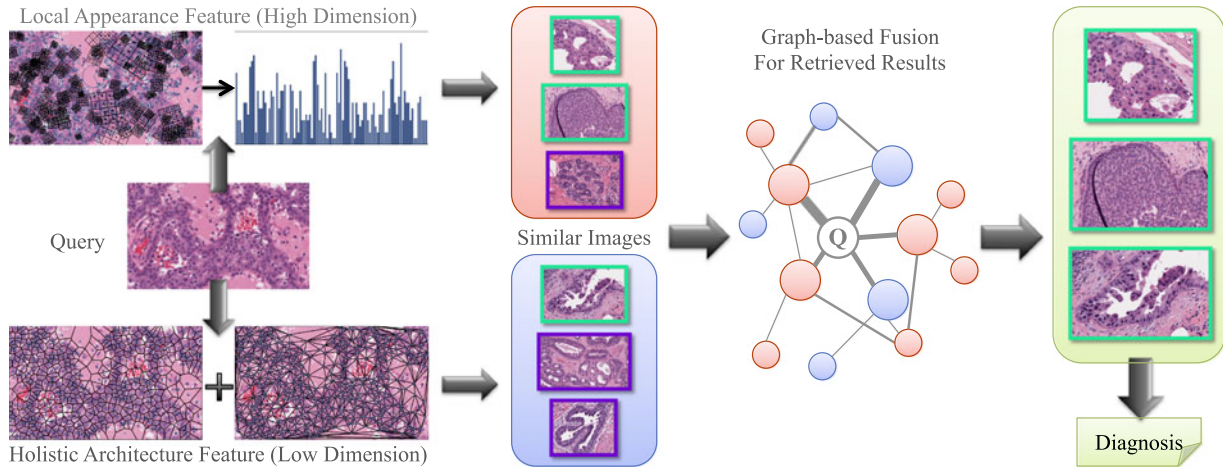 Local Appearance Feature (High Dimension)
Graph-based Fusion
For Retrieved Results
Query
Similar Images
Q
Holistic Architecture Feature (Low Dimension)
Diagnosis